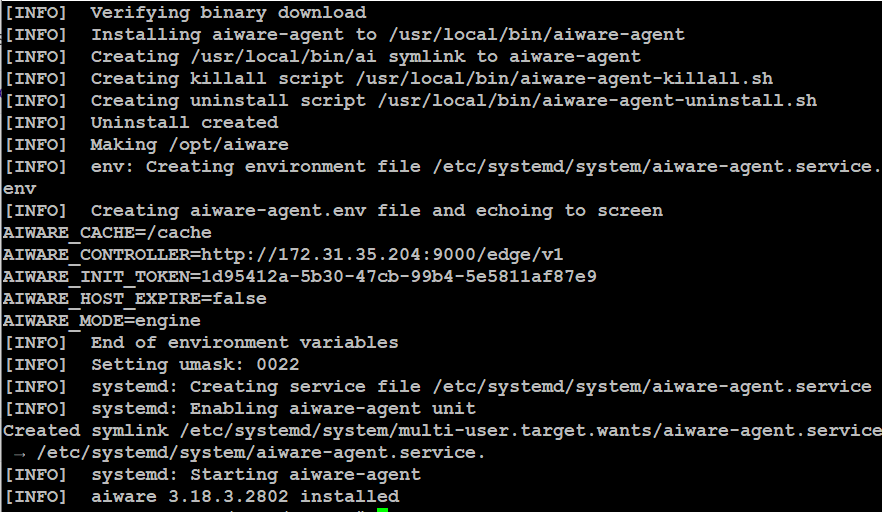 [INFO]  Verifying binary download
[INFO]  Installing aiware-agent to /usr/local/bin/aiware-agent
[INFO]  Creating /usr/local/bin/ai symlink to aiware-agent
[INFO]  Creating killall script /usr/local/bin/aiware-agent-killall.sh
[INFO]  Creating uninstall script /usr/local/bin/aiware-agent-uninstall.sh
[INFO]  Uninstall created
[INFO]  Making /opt/aiware
[INFO]  env: Creating environment file /etc/systemd/system/aiware-agent.service.
env
[INFO]  Creating aiware-agent.env file and echoing to screen
AIWARE_CACHE=/cache
AIWARE_CONTROLLER=http://172.31.35.204:9000/edge/v1
AIWARE_INIT_TOKEN=1d95412a-5b30-47cb-99b4-5e5811af87e9
AIWARE_HOST_EXPIRE=false
AIWARE_MODE=engine
[INFO]  End of environment variables
[INFO]  Setting umask: 0022
[INFO]  systemd: Creating service file /etc/systemd/system/aiware-agent.service
[INFO]  systemd: Enabling aiware-agent unit
Created symlink /etc/systemd/system/multi-user.target.wants/aiware-agent.service
 → /etc/systemd/system/aiware-agent.service.
[INFO]  systemd: Starting aiware-agent
[INFO]  aiware 3.18.3.2802 installed